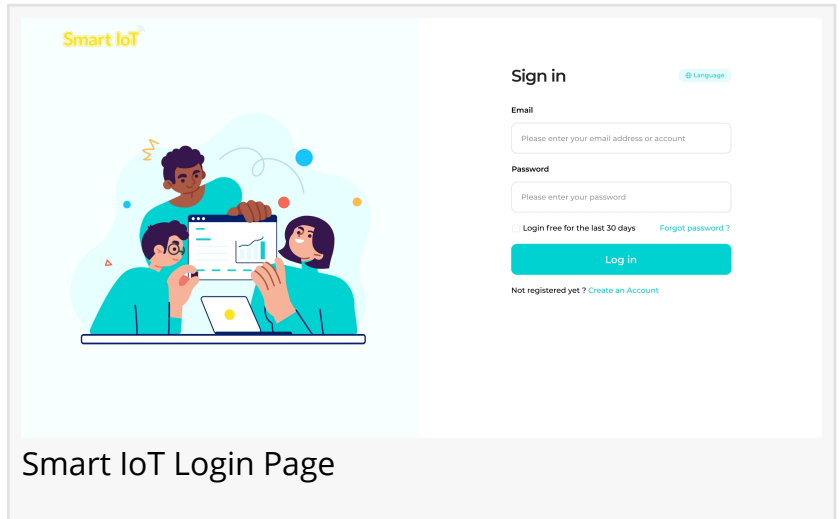 Smart IoT
Sign in
Language
Email
Please enter your email address or account
Password
Please enter your password
Login free for the last 30 days
Forgot password ?
Log in
Not registered yet ? Create an Account
Smart IoT Login Page